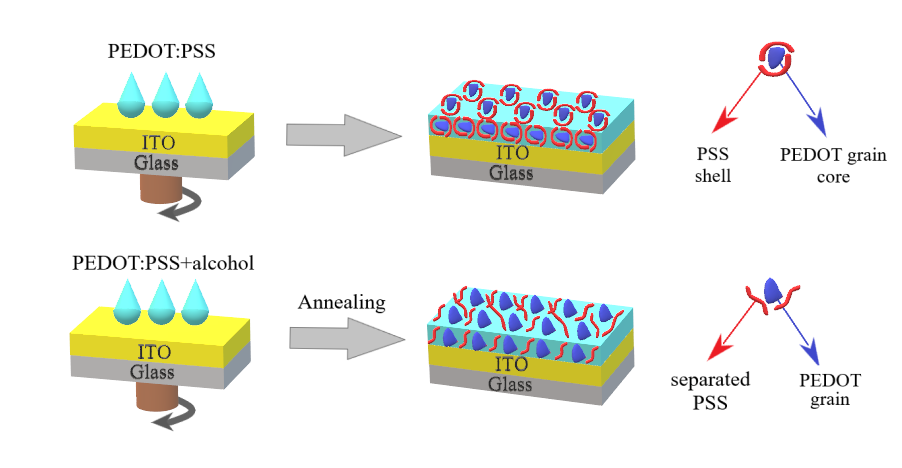 PEDOT:PSS
ITO
Glass
ITO
Glass
PSS
shell
PEDOT grain
core
PEDOT:PSS+alcohol
ITO
Glass
Annealing
ITO
Glass
separated
PSS
PEDOT
grain